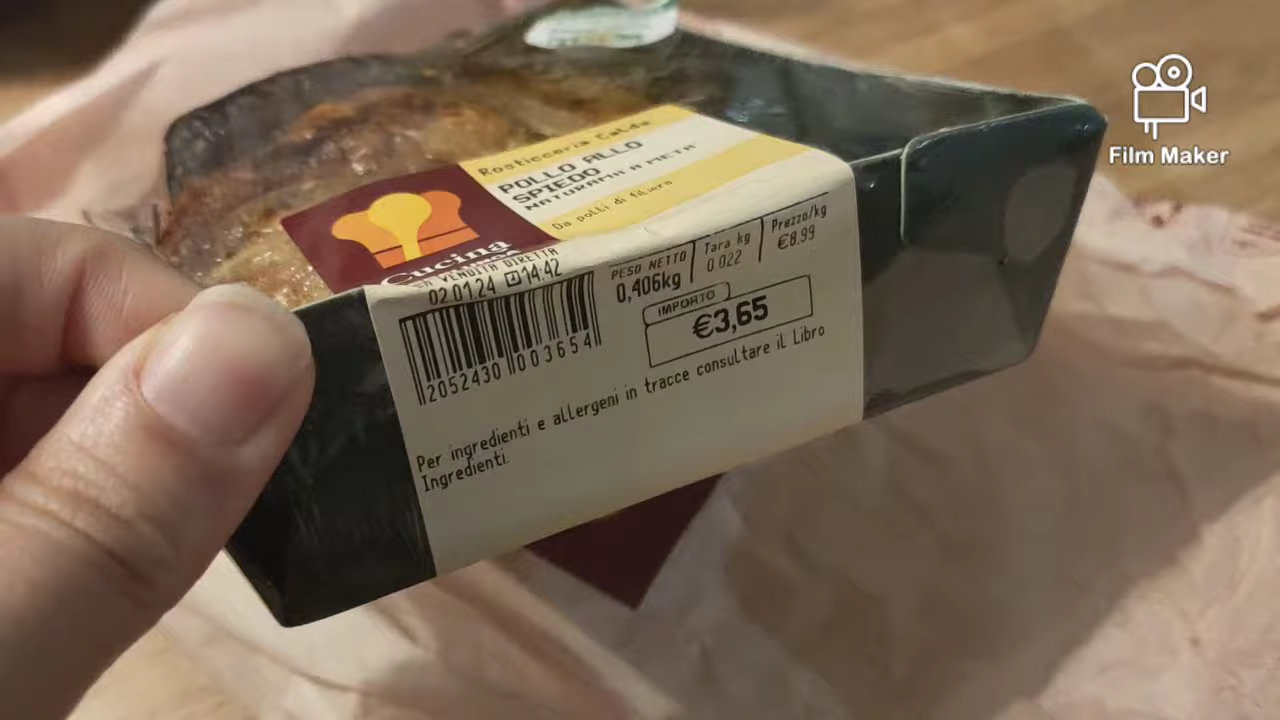 Film Maker
Rosticceria Calda
POLLO ALLO
SPIEDO
NATURAMA A META'
Da polli di filiera
Cucina
VENDITA DIRETTA
02.01.24 14:42
PESO NETTO
0,406kg
Tara kg
0.022
Prezzo/kg
€8.99
IMPORTO
€3,65
2052430 003654
Per ingredienti e allergeni in tracce consultare il Libro
Ingredienti.